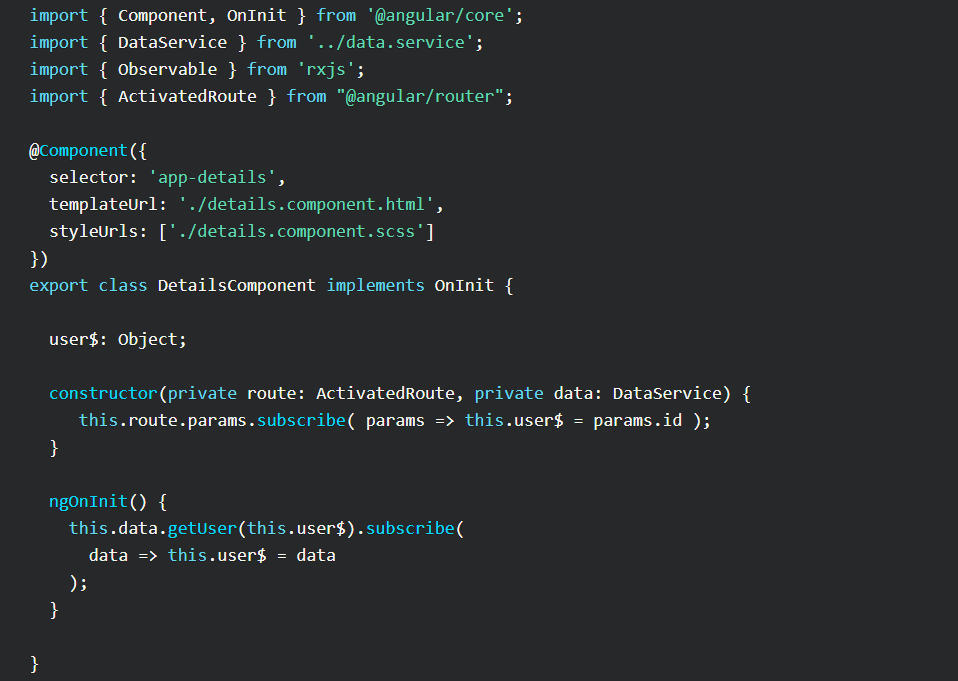 import { Component, OnInit } from '@angular/core';
import { DataService } from '../data.service';
import { Observable } from 'rxjs';
import { ActivatedRoute } from "@angular/router";

@Component({
  selector: 'app-details',
  templateUrl: './details.component.html',
  styleUrls: ['./details.component.scss']
})
export class DetailsComponent implements OnInit {

  user$: Object;

  constructor(private route: ActivatedRoute, private data: DataService) {
     this.route.params.subscribe( params => this.user$ = params.id );
  }

  ngOnInit() {
    this.data.getUser(this.user$).subscribe(
      data => this.user$ = data
    );
  }

}